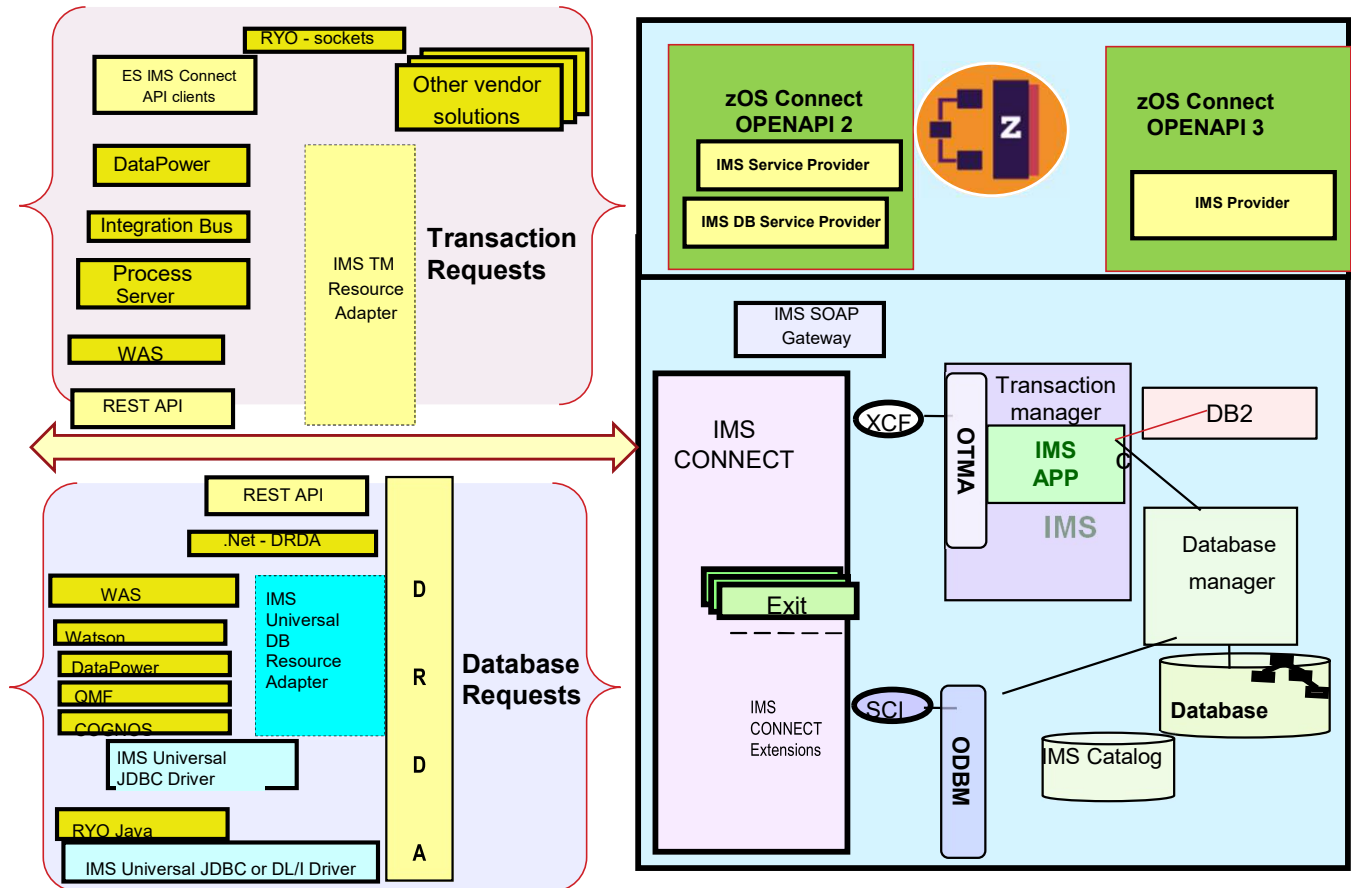 RYO - sockets
ES IMS Connect
API clients
Other vendor
solutions
DataPower
Integration Bus
Process
Server
WAS
REST API
IMS TM
Resource
Adapter
Transaction
Requests
REST API
.Net - DRDA
WAS
Watson
DataPower
QMF
COGNOS
IMS
Universal
DB
Resource
Adapter
IMS Universal
JDBC Driver
RYO Java
IMS Universal JDBC or DL/I Driver
D
R
D
A
Database
Requests
zOS Connect
OPENAPI 2
IMS Service Provider
IMS DB Service Provider
Z
zOS Connect
OPENAPI 3
IMS Provider
IMS SOAP
Gateway
IMS
CONNECT
Exit
IMS
CONNECT
Extensions
XCF
OTMA
Transaction
manager
IMS
APP
C
IMS
DB2
Database
manager
SCI
ODBM
Database
IMS Catalog